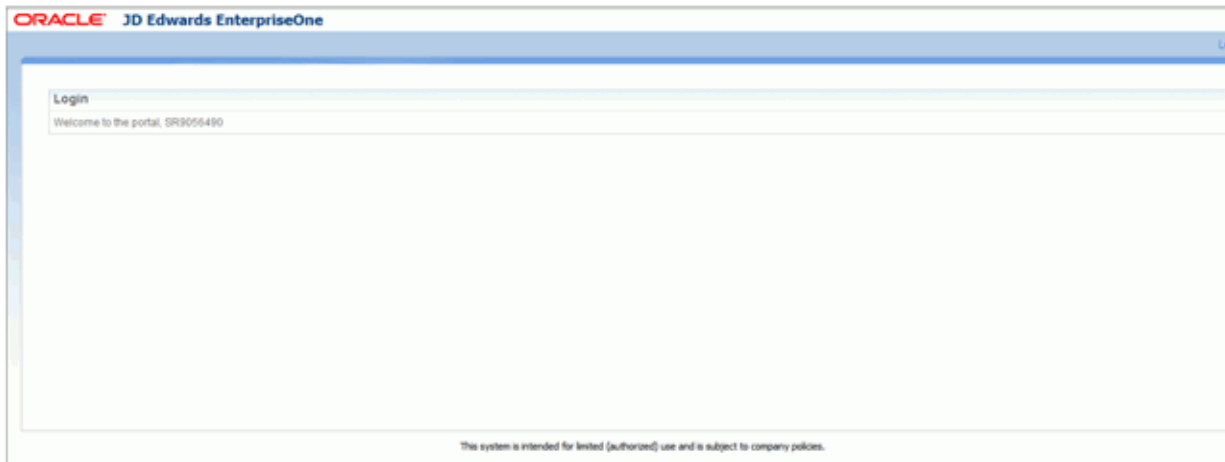 ORACLE JD Edwards EnterpriseOne
Login
Welcome to the portal, SR9056490
This system is intended for limited (authorized) use and is subject to company policies.